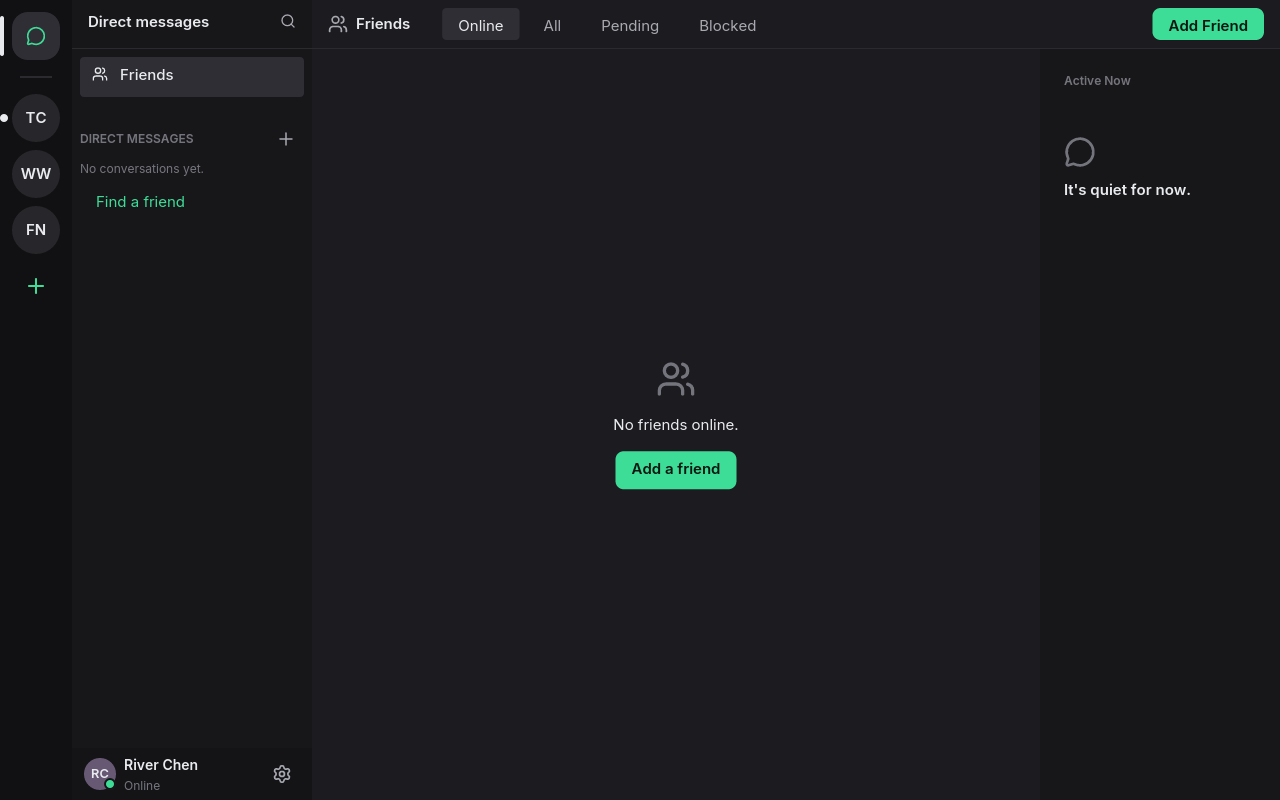 Direct messages
Friends
Online
All
Pending
Blocked
Add Friend
TC
WW
FN
Friends
DIRECT MESSAGES
No conversations yet.
Find a friend
No friends online.
Add a friend
Active Now
It's quiet for now.
RC
River Chen
Online